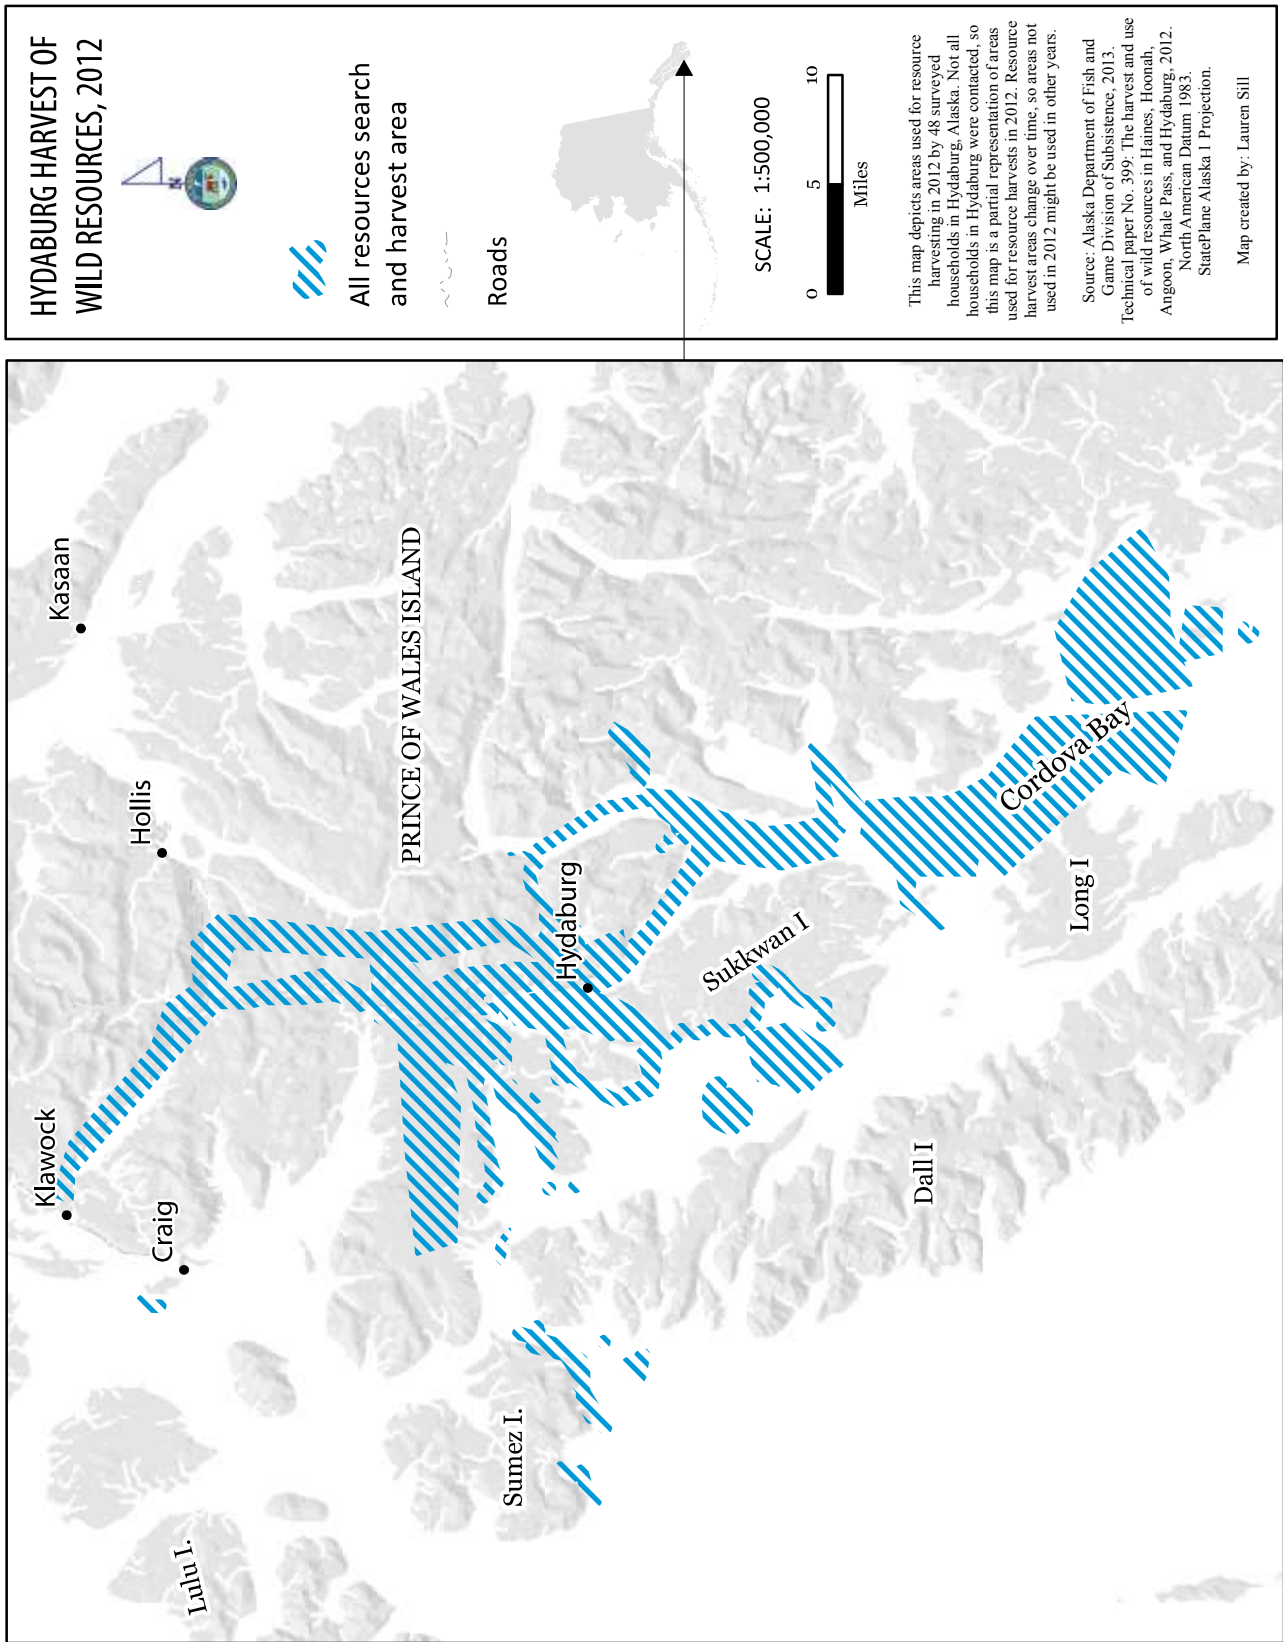 HYDABURG HARVEST OF
WILD RESOURCES, 2012
N
All resources search
and harvest area
Roads
SCALE: 1:500,000
0 5 10
Miles
This map depicts areas used for resource
harvesting in 2012 by 48 surveyed
households in Hydaburg, Alaska. Not all
households in Hydaburg were contacted, so
this map is a partial representation of areas
used for resource harvests in 2012. Resource
harvest areas change over time, so areas not
used in 2012 might be used in other years.
Source: Alaska Department of Fish and
Game Division of Subsistence, 2013.
Technical paper No. 399: The harvest and use
of wild resources in Haines, Hoonah,
Angoon, Whale Pass, and Hydaburg, 2012.
North American Datum 1983.
StatePlane Alaska 1 Projection.
Map created by: Lauren Sill
Klawock
Kasaan
Hollis
Craig
Lulu I.
PRINCE OF WALES ISLAND
Sumez I.
Hydaburg
Sukkwan I
Dall I
Long I
Cordova Bay